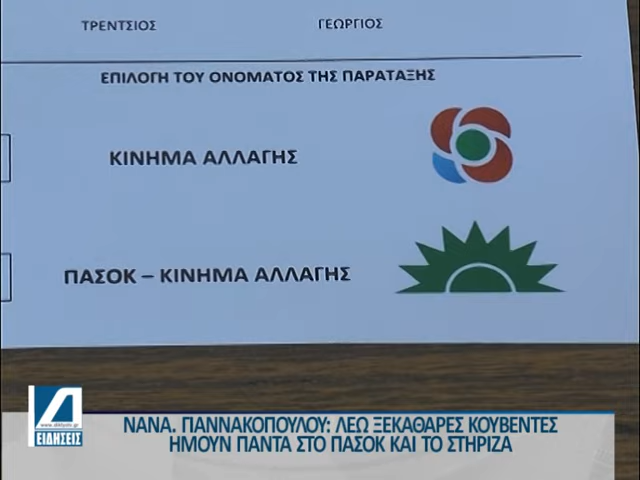 ΤΡΕΝΤΣΙΟΣ ΓΕΩΡΓΙΟΣ
ΕΠΙΛΟΓΗ ΤΟΥ ΟΝΟΜΑΤΟΣ ΤΗΣ ΠΑΡΑΤΑΞΗΣ
ΚΙΝΗΜΑ ΑΛΛΑΓΗΣ
ΠΑΣΟΚ – ΚΙΝΗΜΑ ΑΛΛΑΓΗΣ
ΝΑΝΑ. ΓΙΑΝΝΑΚΟΠΟΥΛΟΥ: ΛΕΩ ΞΕΚΑΘΑΡΕΣ ΚΟΥΒΕΝΤΕΣ
ΗΜΟΥΝ ΠΑΝΤΑ ΣΤΟ ΠΑΣΟΚ ΚΑΙ ΤΟ ΣΤΗΡΙΖΑ
ΕΙΔΗΣΕΙΣ